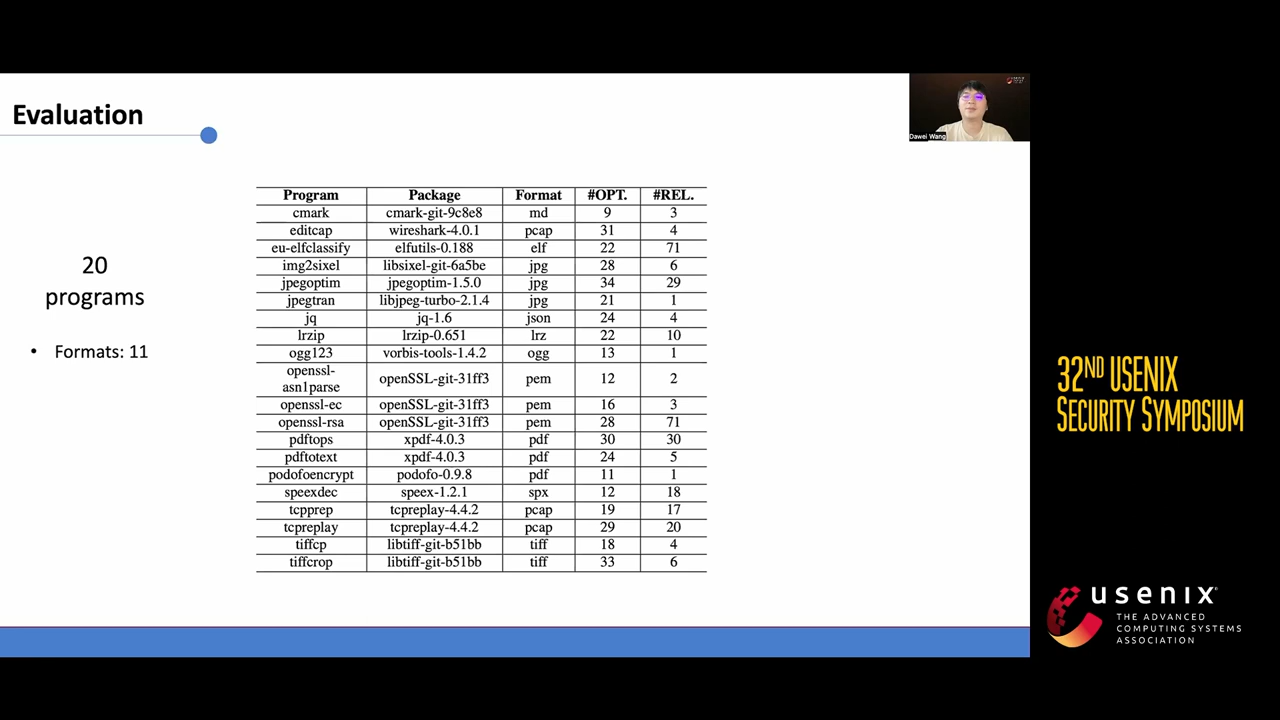 Evaluation
Dawei Wang
20
programs
• Formats: 11
Program Package Format #OPT. #REL.
cmark cmark-git-9c8e8 md 9 3
editcap wireshark-4.0.1 pcap 31 4
eu-elfclassify elfutils-0.188 elf 22 71
img2sixel libsixel-git-6a5be jpg 28 6
jpegoptim jpegoptim-1.5.0 jpg 34 29
jpegtran libjpeg-turbo-2.1.4 jpg 21 1
jq jq-1.6 json 24 4
lrzip lrzip-0.651 lrz 22 10
ogg123 vorbis-tools-1.4.2 ogg 13 1
openssl-
asn1parse openSSL-git-31ff3 pem 12 2
openssl-ec openSSL-git-31ff3 pem 16 3
openssl-rsa openSSL-git-31ff3 pem 28 71
pdftops xpdf-4.0.3 pdf 30 30
pdftotext xpdf-4.0.3 pdf 24 5
podofoencrypt podofo-0.9.8 pdf 11 1
speexdec speex-1.2.1 spx 12 18
tcpprep tcpreplay-4.4.2 pcap 19 17
tcpreplay tcpreplay-4.4.2 pcap 29 20
tiffcp libtiff-git-b51bb tiff 18 4
tiffcrop libtiff-git-b51bb tiff 33 6
32ND USENIX
SECURITY SYMPOSIUM
usenix
THE ADVANCED
COMPUTING SYSTEMS
ASSOCIATION